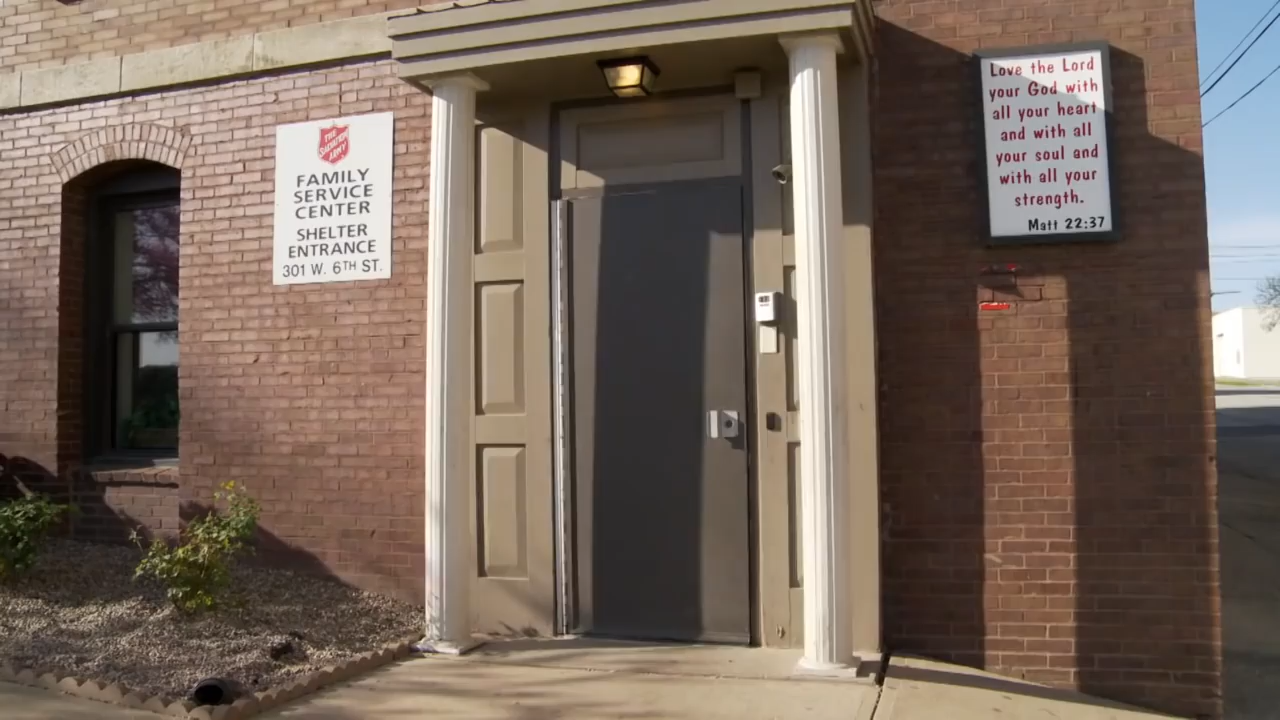 THE
SALVATION
ARMY
FAMILY
SERVICE
CENTER
SHELTER
ENTRANCE
301 W. 6TH ST.
Love the Lord
your God with
all your heart
and with all
your soul and
with all your
strength.
Matt 22:37